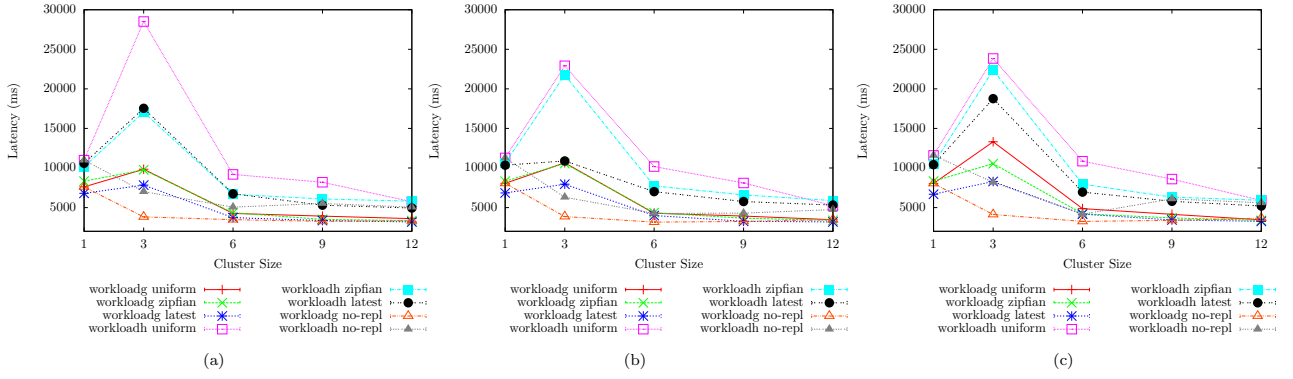 30000
25000
20000
15000
10000
5000
Latency (ms)
1 3 6 9 12
Cluster Size
workloadg uniform
workloadg zipfian
workloadg latest
workloadh uniform
workloadh zipfian
workloadh latest
workloadg no-repl
workloadh no-repl
(a)
30000
25000
20000
15000
10000
5000
Latency (ms)
1 3 6 9 12
Cluster Size
workloadg uniform
workloadg zipfian
workloadg latest
workloadh uniform
workloadh zipfian
workloadh latest
workloadg no-repl
workloadh no-repl
(b)
30000
25000
20000
15000
10000
5000
Latency (ms)
1 3 6 9 12
Cluster Size
workloadg uniform
workloadg zipfian
workloadg latest
workloadh uniform
workloadh zipfian
workloadh latest
workloadg no-repl
workloadh no-repl
(c)